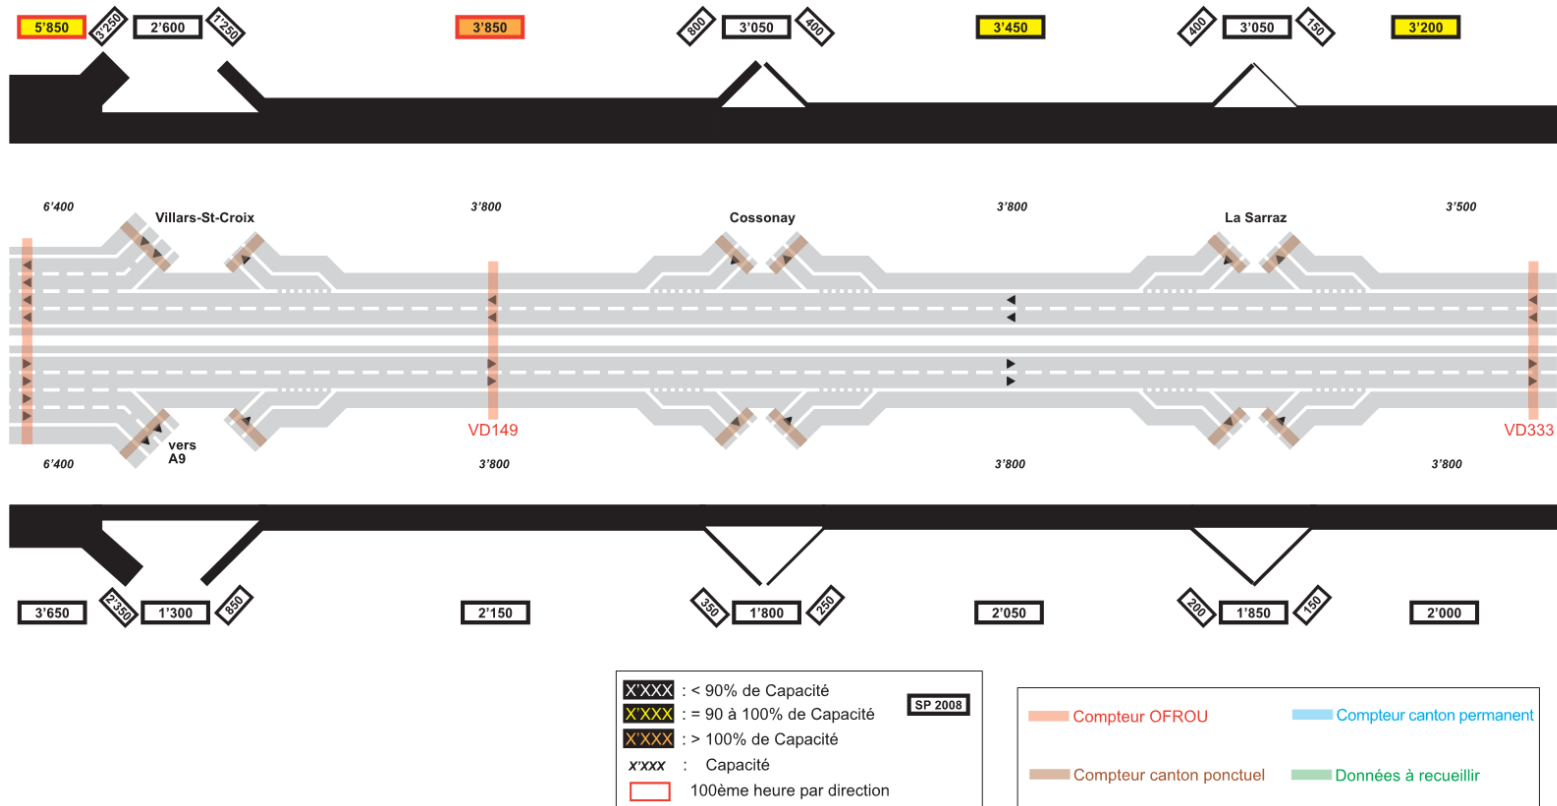 5'850 3'250 2'600 1'250 3'850 800 3'050 400 3'450 400 3'050 150 3'200
6'400 3'800 3'800 3'500
Villars-St-Croix Cossonay La Sarraz
VD149 VD333
vers
A9
6'400 3'800 3'800 3'800
3'650 2'350 1'300 850 2'150 350 1'800 250 2'050 200 1'850 150 2'000
X'XXX : < 90% de Capacité
SP 2008
X'XXX : = 90 à 100% de Capacité
X'XXX : > 100% de Capacité
X'XXX : Capacité
100ème heure par direction
Compteur OFROU Compteur canton permanent
Compteur canton ponctuel Données à recueillir